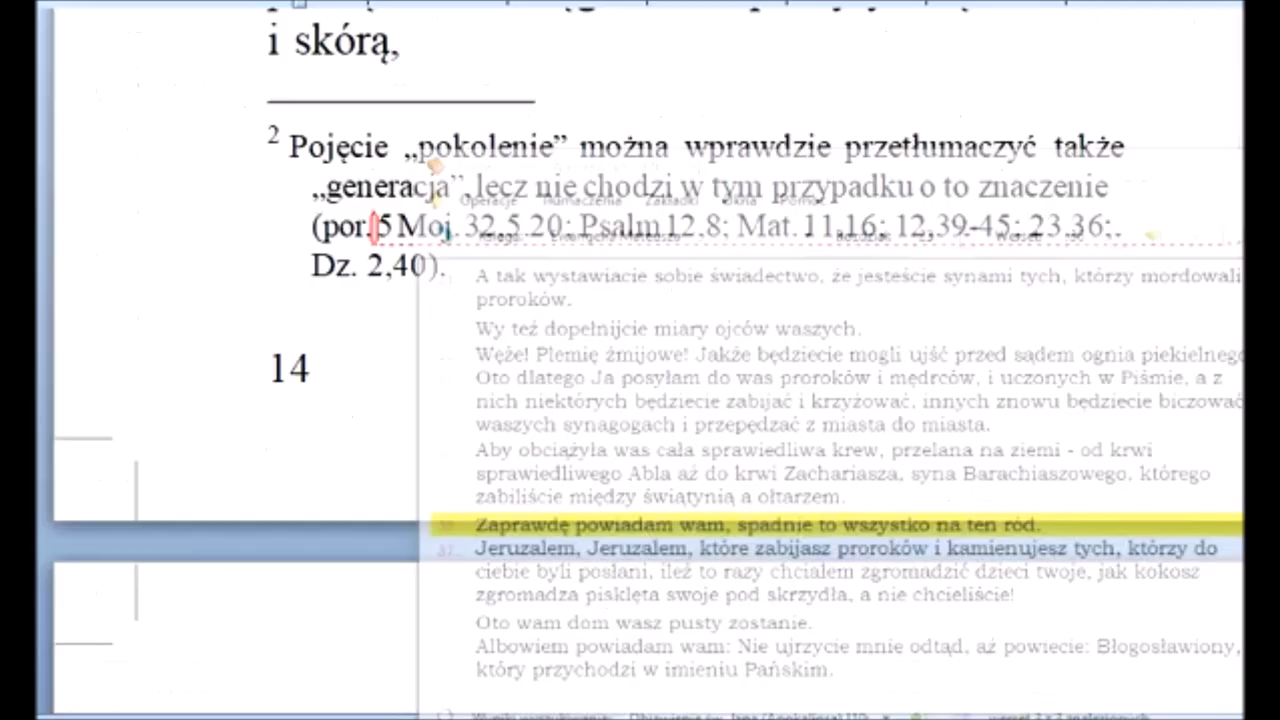 i skórą,
2 Pojęcie „pokolenie” można wprawdzie przetłumaczyć także
„generacja”, lecz nie chodzi w tym przypadku o to znaczenie
Operacje Tłumaczenia Zakładki Okna
(por. 5 Moj. 32,5.20; Psalm 12,8; Mat. 11,16; 12,39-45; 23,36;.
Dz. 2,40).
A tak wystawiacie sobie świadectwo, że jesteście synami tych, którzy mordowali
proroków.
Wy też dopełnijcie miary ojców waszych.
14
Węże! Plemię żmijowe! Jakże będziecie mogli ujść przed sądem ognia piekielnego
Oto dlatego Ja posyłam do was proroków i mędrców, i uczonych w Piśmie, a z
nich niektórych będziecie zabijać i krzyżować, innych znowu będziecie biczować
waszych synagogach i przepędzać z miasta do miasta.
Aby obciążyła was cała sprawiedliwa krew, przelana na ziemi - od krwi
sprawiedliwego Abla aż do krwi Zachariasza, syna Barachiaszowego, którego
zabiliście między świątynią a ołtarzem.
Zaprawdę powiadam wam, spadnie to wszystko na ten ród.
37 Jeruzalem, Jeruzalem, które zabijasz proroków i kamienujesz tych, którzy do
ciebie byli posłani, ileż to razy chciałem zgromadzić dzieci twoje, jak kokosz
zgromadza pisklęta swoje pod skrzydła, a nie chcieliście!
Oto wam dom wasz pusty zostanie.
Albowiem powiadam wam: Nie ujrzycie mnie odtąd, aż powiecie: Błogosławiony,
który przychodzi w imieniu Pańskim.